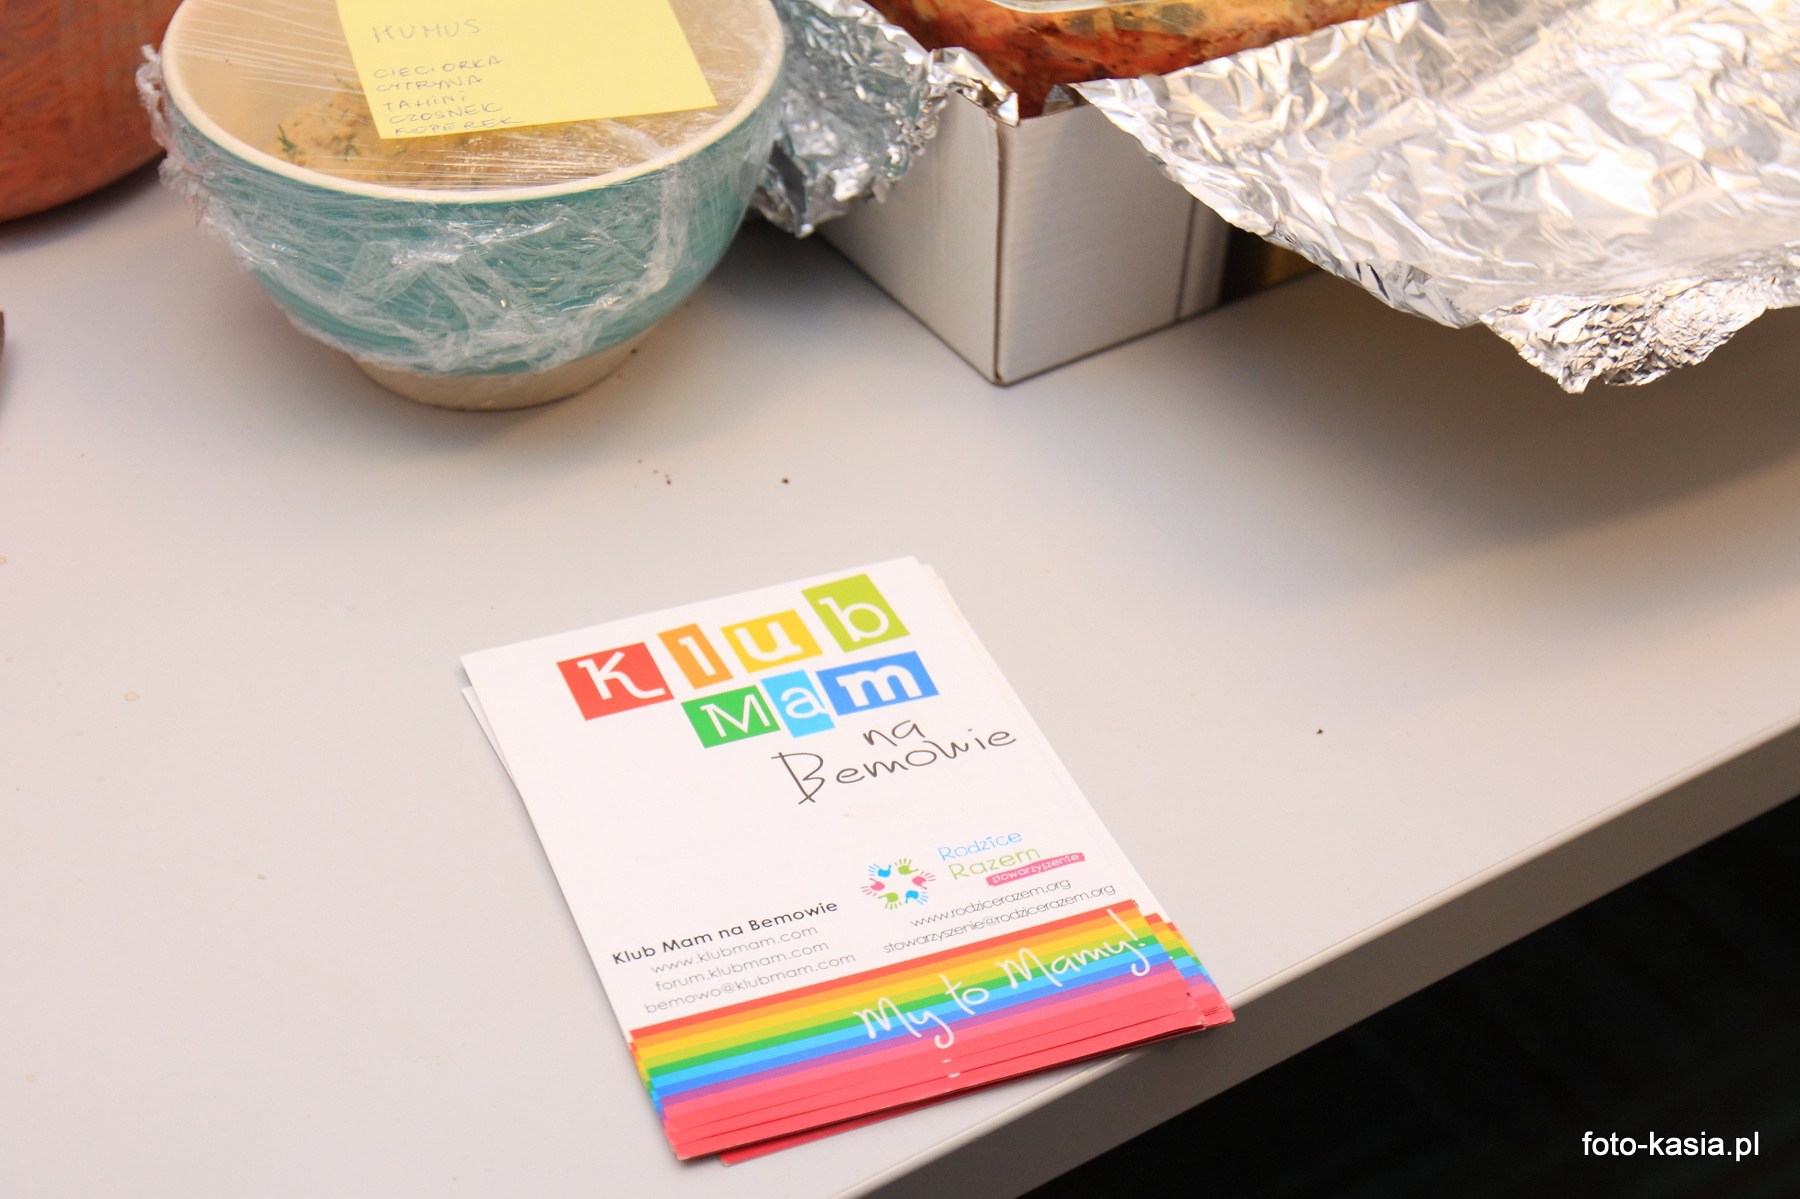 HUMUS
CIECIORKA
CYTRYNA
TAHINI
CZOSNEK
KOPEREK
Klub
Mam
na
Bemowie
Rodzice
Razem
stowarzyszenie
www.rodzicerazem.org
stowarzyszenie@rodzicerazem.org
Klub Mam na Bemowie
www.klubmam.com
forum.klubmam.com
bemowo@klubmam.com
My to Mamy!
foto-kasia.pl